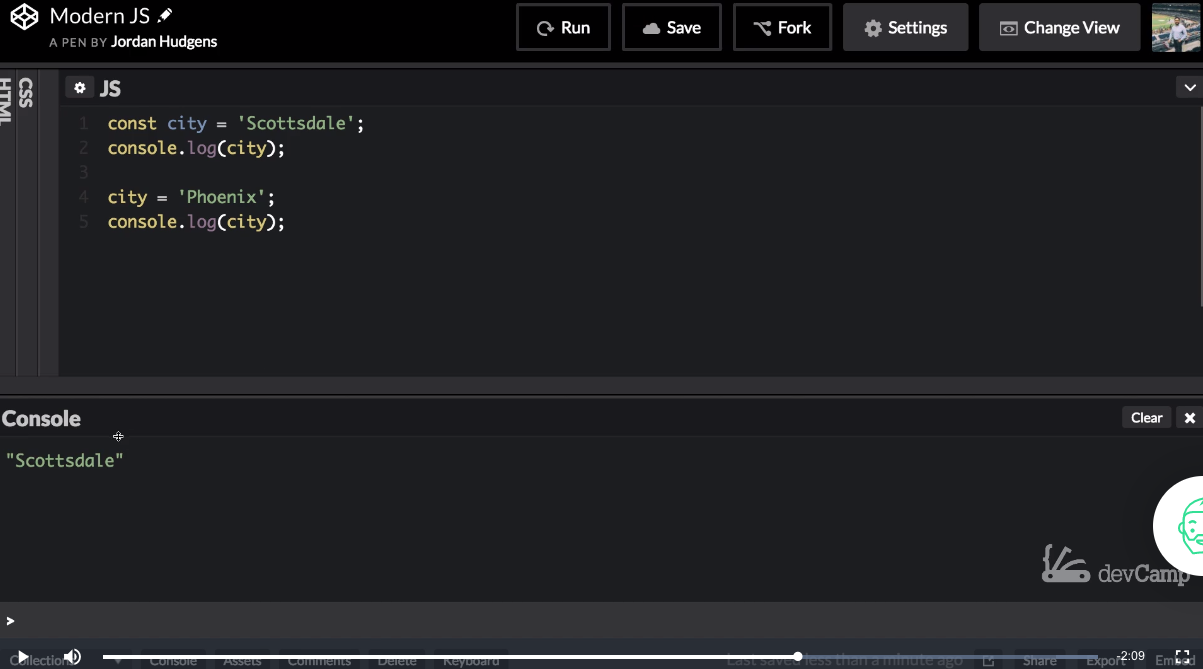 Modern JS
A PEN BY Jordan Hudgens
Run
Save
Fork
Settings
Change View
HTML
CSS
JS
1 const city = 'Scottsdale';
2 console.log(city);
3
4 city = 'Phoenix';
5 console.log(city);
Console
Clear
"Scottsdale"
devCamp
>
Collections
Console
Assets
Comments
Delete
Keyboard
Last saved less than a minute ago
Share
Export
Embed
-2:09